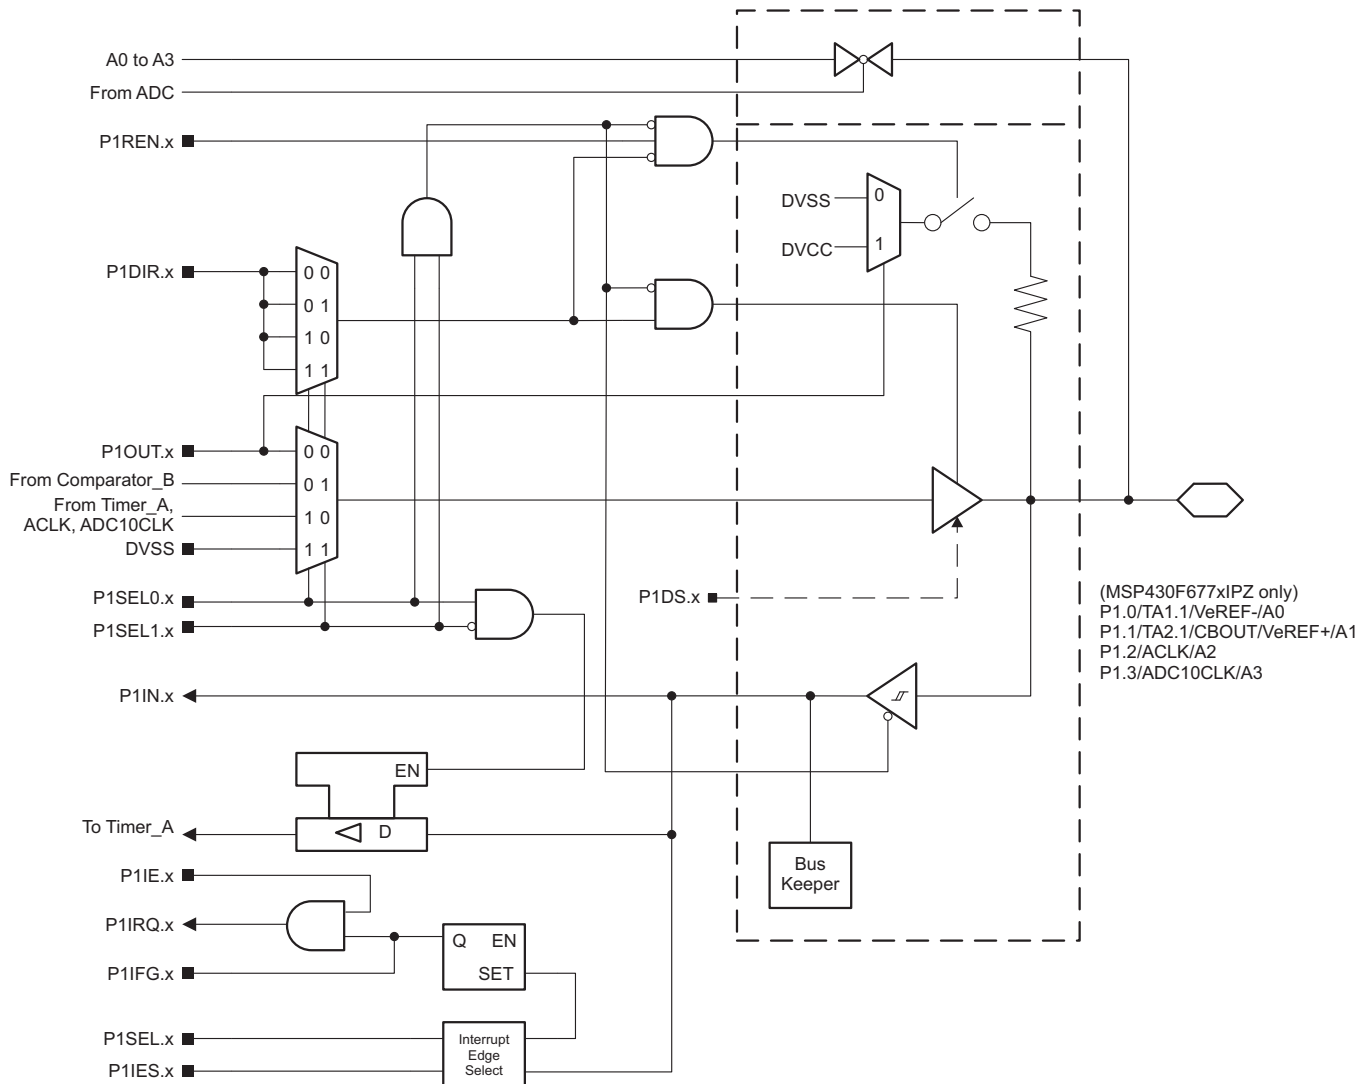 A0 to A3
From ADC
P1REN.x
DVSS
0
DVCC
1
P1DIR.x
0 0
0 1
1 0
1 1
P1OUT.x
0 0
From Comparator_B
0 1
From Timer_A,
ACLK, ADC10CLK
1 0
DVSS
1 1
P1SEL0.x
P1SEL1.x
P1DS.x
(MSP430F677xIPZ only)
P1.0/TA1.1/VeREF-/A0
P1.1/TA2.1/CBOUT/VeREF+/A1
P1.2/ACLK/A2
P1.3/ADC10CLK/A3
P1IN.x
EN
To Timer_A
D
Bus
Keeper
P1IE.x
P1IRQ.x
Q EN
P1IFG.x
SET
P1SEL.x
P1IES.x
Interrupt
Edge
Select